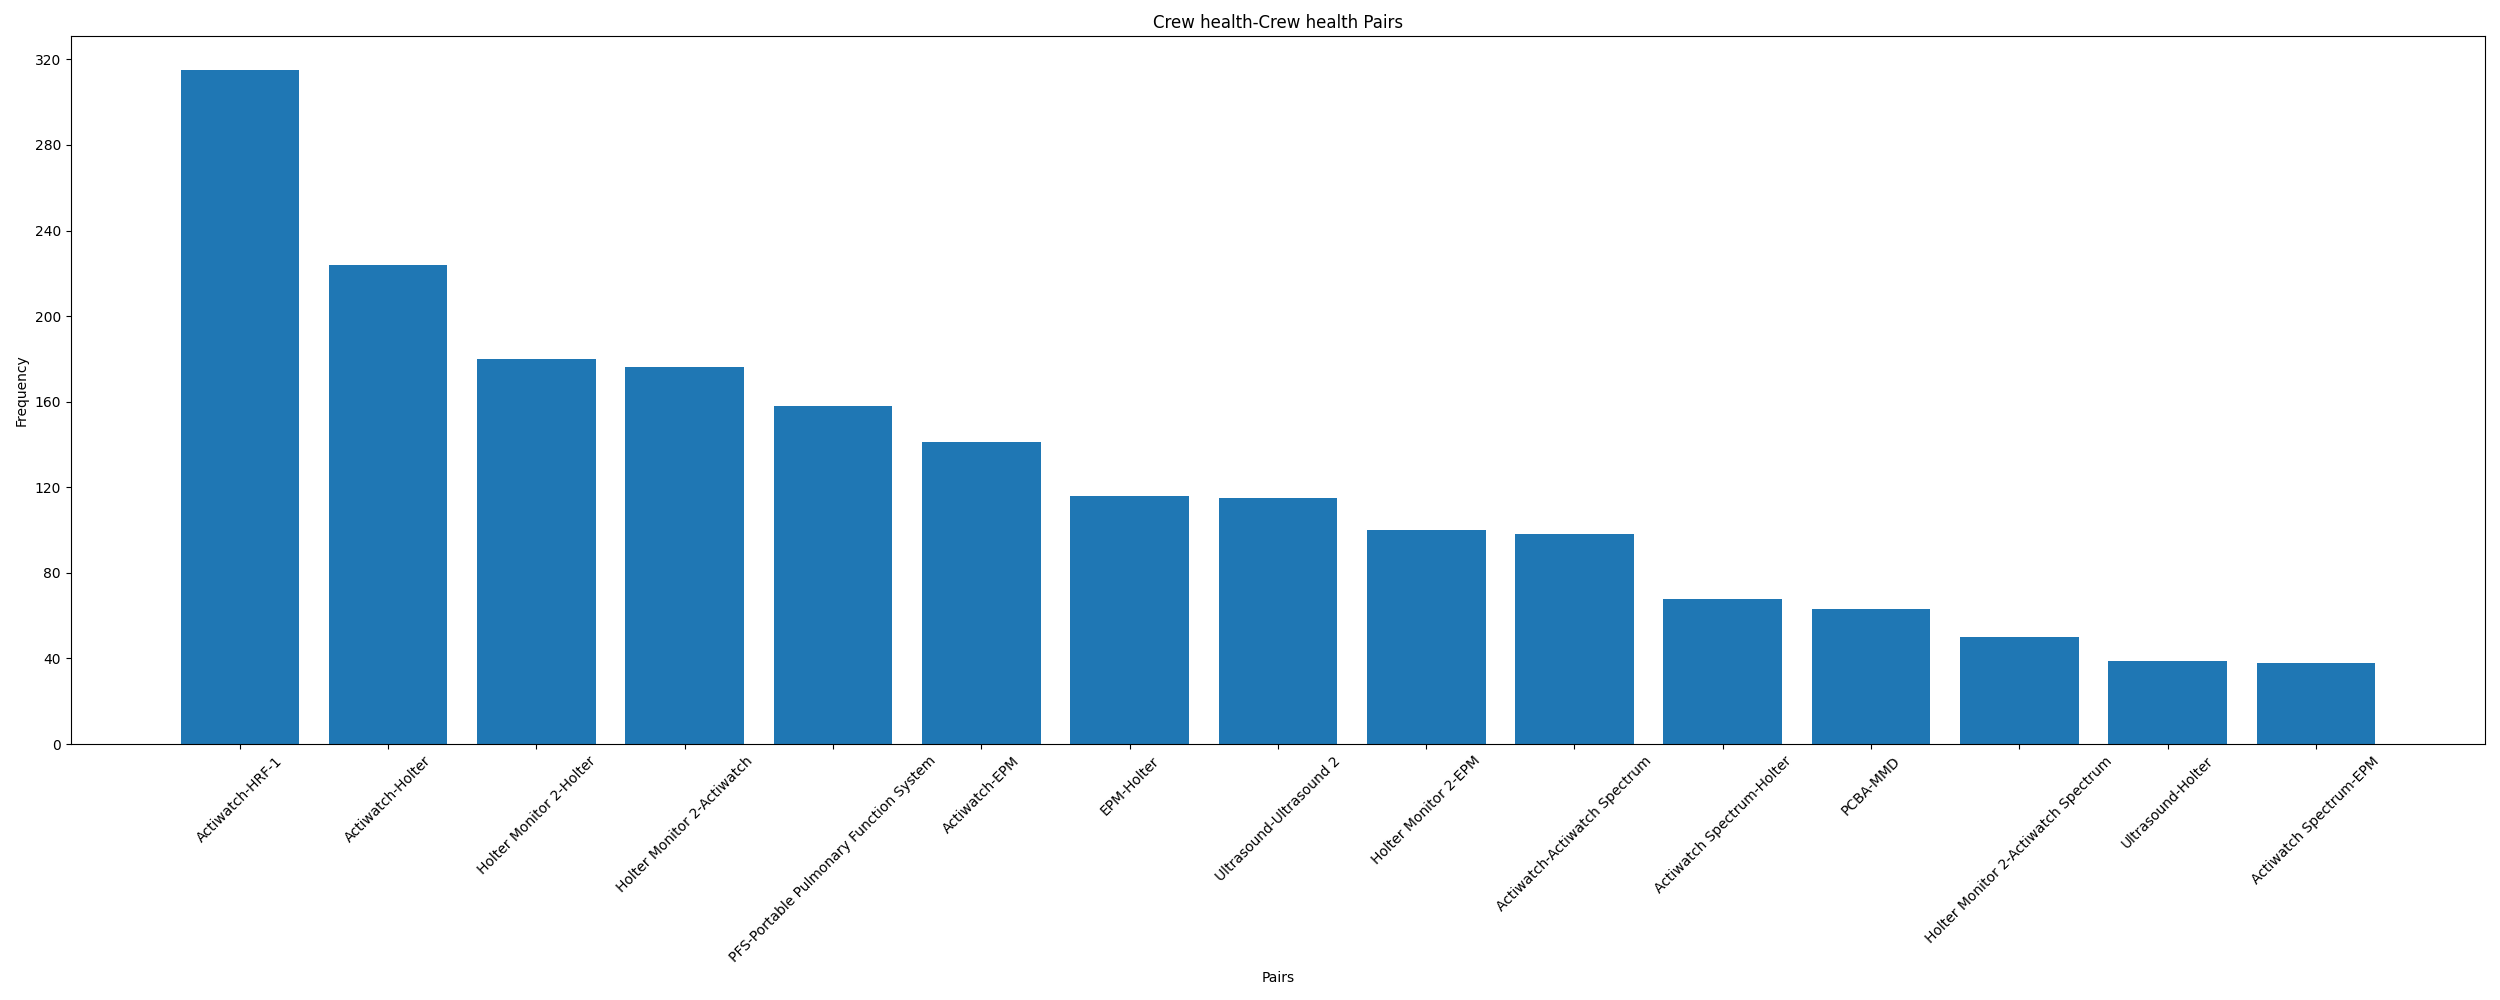 Crew health-Crew health Pairs
Frequency
320
280
240
200
160
120
80
40
0
Actiwatch-HRF-1
Actiwatch-Holter
Holter Monitor 2-Holter
Holter Monitor 2-Actiwatch
PFS-Portable Pulmonary Function System
Actiwatch-EPM
EPM-Holter
Ultrasound-Ultrasound 2
Holter Monitor 2-EPM
Actiwatch-Actiwatch Spectrum
Actiwatch Spectrum-Holter
PCBA-MMD
Holter Monitor 2-Actiwatch Spectrum
Ultrasound-Holter
Actiwatch Spectrum-EPM
Pairs